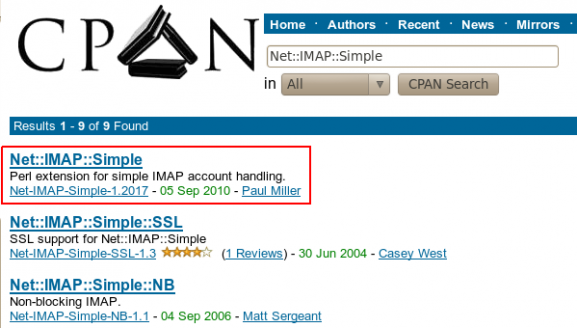 CPAN
Home · Authors · Recent · News · Mirrors ·
Net::IMAP::Simple
in All CPAN Search
Results 1 - 9 of 9 Found
Net::IMAP::Simple
Perl extension for simple IMAP account handling.
Net-IMAP-Simple-1.2017 - 05 Sep 2010 - Paul Miller
Net::IMAP::Simple::SSL
SSL support for Net::IMAP::Simple
Net-IMAP-Simple-SSL-1.3 (1 Reviews) - 30 Jun 2004 - Casey West
Net::IMAP::Simple::NB
Non-blocking IMAP.
Net-IMAP-Simple-NB-1.1 - 04 Sep 2006 - Matt Sergeant